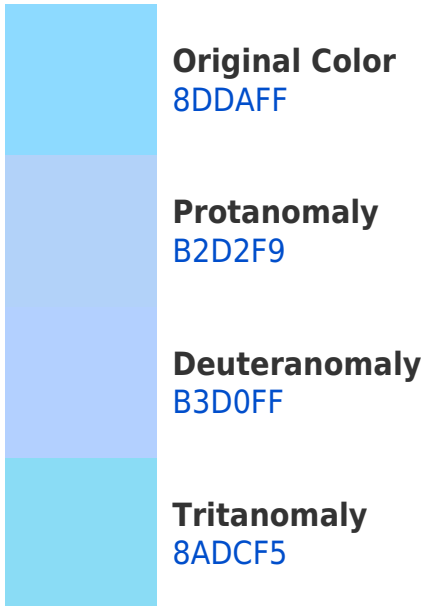 Original Color
8DDAFF
Protanomaly
B2D2F9
Deuteranomaly
B3D0FF
Tritanomaly
8ADCF5